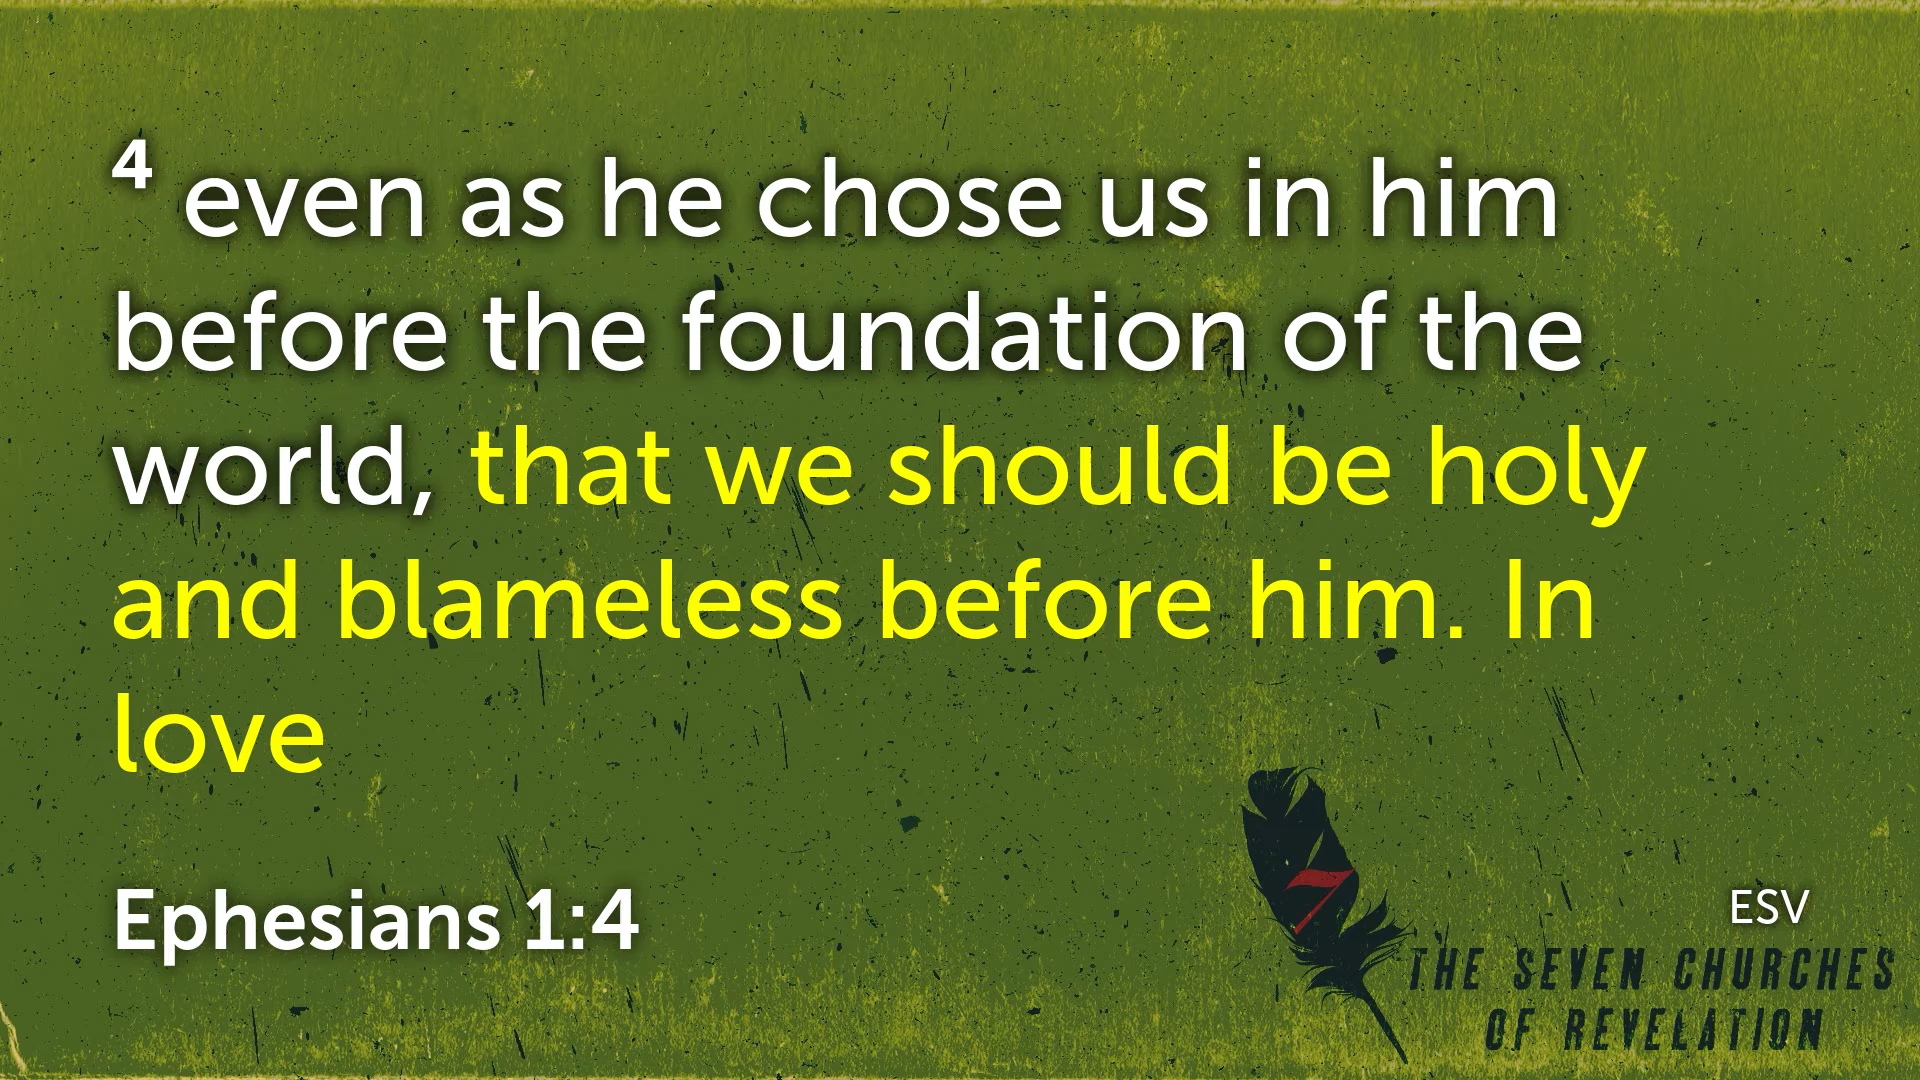 4 even as he chose us in him
before the foundation of the
world, that we should be holy
and blameless before him. In
love
Ephesians 1:4
7
ESV
THE SEVEN CHURCHES
OF REVELATION